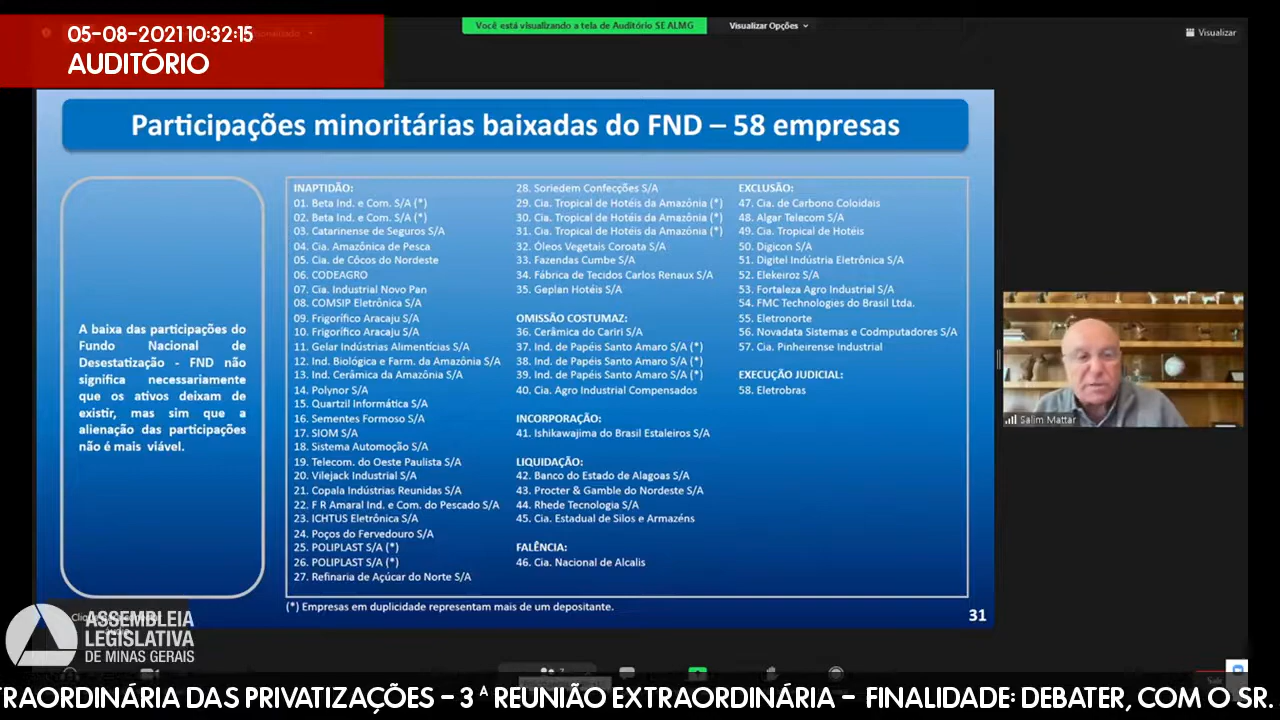 05-08-2021 10:32:15
AUDITÓRIO
Você está visualizando a tela de Auditório SE ALMG
Visualizar Opções
Visualizar
Participações minoritárias baixadas do FND – 58 empresas
A baixa das participações do
Fundo Nacional de
Desestatização - FND não
significa necessariamente
que os ativos deixam de
existir, mas sim que a
alienação das participações
não é mais viável.
INAPTIDÃO:
01. Beta Ind. e Com. S/A (*)
02. Beta Ind. e Com. S/A (*)
03. Catarinense de Seguros S/A
04. Cia. Amazônica de Pesca
05. Cia. de Côcos do Nordeste
06. CODEAGRO
07. Cia. Industrial Novo Pan
08. COMSIP Eletrônica S/A
09. Frigorífico Aracaju S/A
10. Frigorífico Aracaju S/A
11. Gelar Indústrias Alimentícias S/A
12. Ind. Biológica e Farm. da Amazônia S/A
13. Ind. Cerâmica da Amazônia S/A
14. Polynor S/A
15. Quartzil Informática S/A
16. Sementes Formoso S/A
17. SIOM S/A
18. Sistema Automoção S/A
19. Telecom. do Oeste Paulista S/A
20. Vilejack Industrial S/A
21. Copala Indústrias Reunidas S/A
22. F R Amaral Ind. e Com. do Pescado S/A
23. ICHTUS Eletrônica S/A
24. Poços do Fervedouro S/A
25. POLIPLAST S/A (*)
26. POLIPLAST S/A (*)
27. Refinaria de Açúcar do Norte S/A
28. Soriedem Confecções S/A
29. Cia. Tropical de Hotéis da Amazônia (*)
30. Cia. Tropical de Hotéis da Amazônia (*)
31. Cia. Tropical de Hotéis da Amazônia (*)
32. Óleos Vegetais Coroata S/A
33. Fazendas Cumbe S/A
34. Fábrica de Tecidos Carlos Renaux S/A
35. Geplan Hotéis S/A
OMISSÃO COSTUMAZ:
36. Cerâmica do Cariri S/A
37. Ind. de Papéis Santo Amaro S/A (*)
38. Ind. de Papéis Santo Amaro S/A (*)
39. Ind. de Papéis Santo Amaro S/A (*)
40. Cia. Agro Industrial Compensados
INCORPORAÇÃO:
41. Ishikawajima do Brasil Estaleiros S/A
LIQUIDAÇÃO:
42. Banco do Estado de Alagoas S/A
43. Procter & Gamble do Nordeste S/A
44. Rhede Tecnologia S/A
45. Cia. Estadual de Silos e Armazéns
FALÊNCIA:
46. Cia. Nacional de Alcalis
EXCLUSÃO:
47. Cia. de Carbono Coloidais
48. Algar Telecom S/A
49. Cia. Tropical de Hotéis
50. Digicon S/A
51. Digitel Indústria Eletrônica S/A
52. Elekeiroz S/A
53. Fortaleza Agro Industrial S/A
54. FMC Technologies do Brasil Ltda.
55. Eletronorte
56. Novadata Sistemas e Codmputadores S/A
57. Cia. Pinheirense Industrial
EXECUÇÃO JUDICIAL:
58. Eletrobras
(*) Empresas em duplicidade representam mais de um depositante.
31
Salim Mattar
ASSEMBLEIA
LEGISLATIVA
DE MINAS GERAIS
TRAORDINÁRIA DAS PRIVATIZAÇÕES – 3ª REUNIÃO EXTRAORDINÁRIA – FINALIDADE: DEBATER, COM O SR.